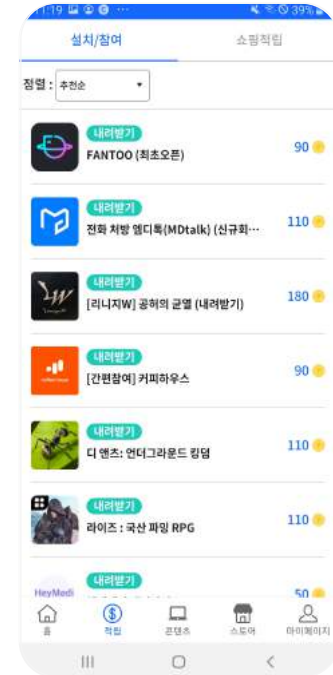 11:19 39%
설치/참여
쇼핑적립
정렬 : 추천순
내려받기
FANTOO (최초오픈)
90
내려받기
전화 처방 엠디톡(MDtalk) (신규회…
110
내려받기
[리니지W] 공허의 균열 (내려받기)
180
내려받기
[간편참여] 커피하우스
90
내려받기
디 앤츠: 언더그라운드 킹덤
110
내려받기
라이즈 : 국산 파밍 RPG
110
HeyMedi
내려받기
50
홈
적립
콘텐츠
스토어
마이페이지